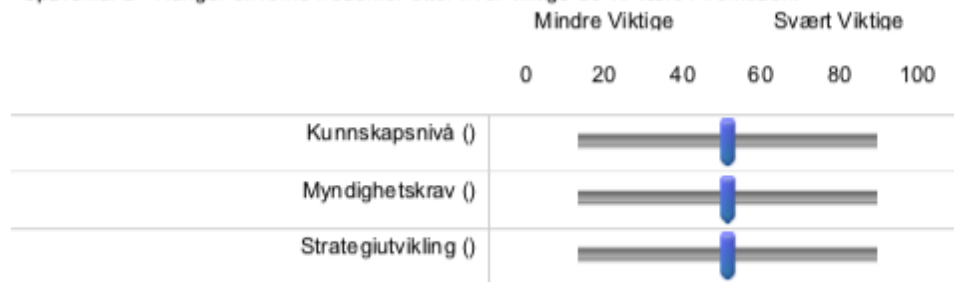 Mindre Viktige Svært Viktige
0 20 40 60 80 100
Kunnskapsnivå ()
Myndighetskrav ()
Strategiutvikling ()